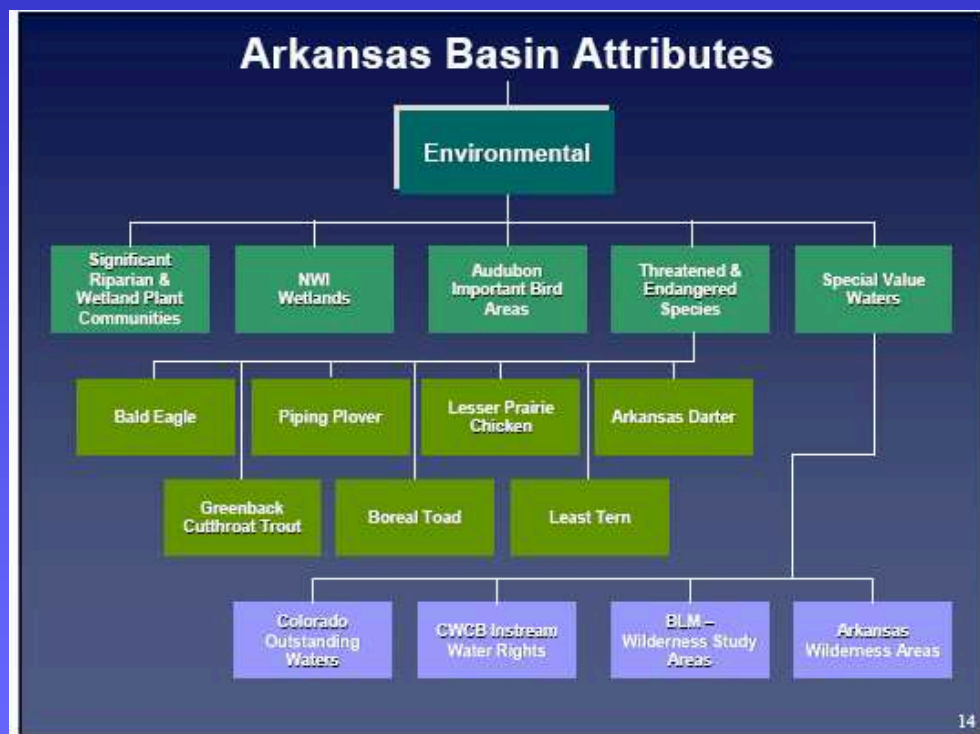 Arkansas Basin Attributes
Environmental
Significant
Riparian &
Wetland Plant
Communities
NWI
Wetlands
Audubon
Important Bird
Areas
Threatened &
Endangered
Species
Special Value
Waters
Bald Eagle
Piping Plover
Lesser Prairie
Chicken
Arkansas Darter
Greenback
Cutthroat Trout
Boreal Toad
Least Tern
Colorado
Outstanding
Waters
CWCB Instream
Water Rights
BLM –
Wilderness Study
Areas
Arkansas
Wilderness Areas
14